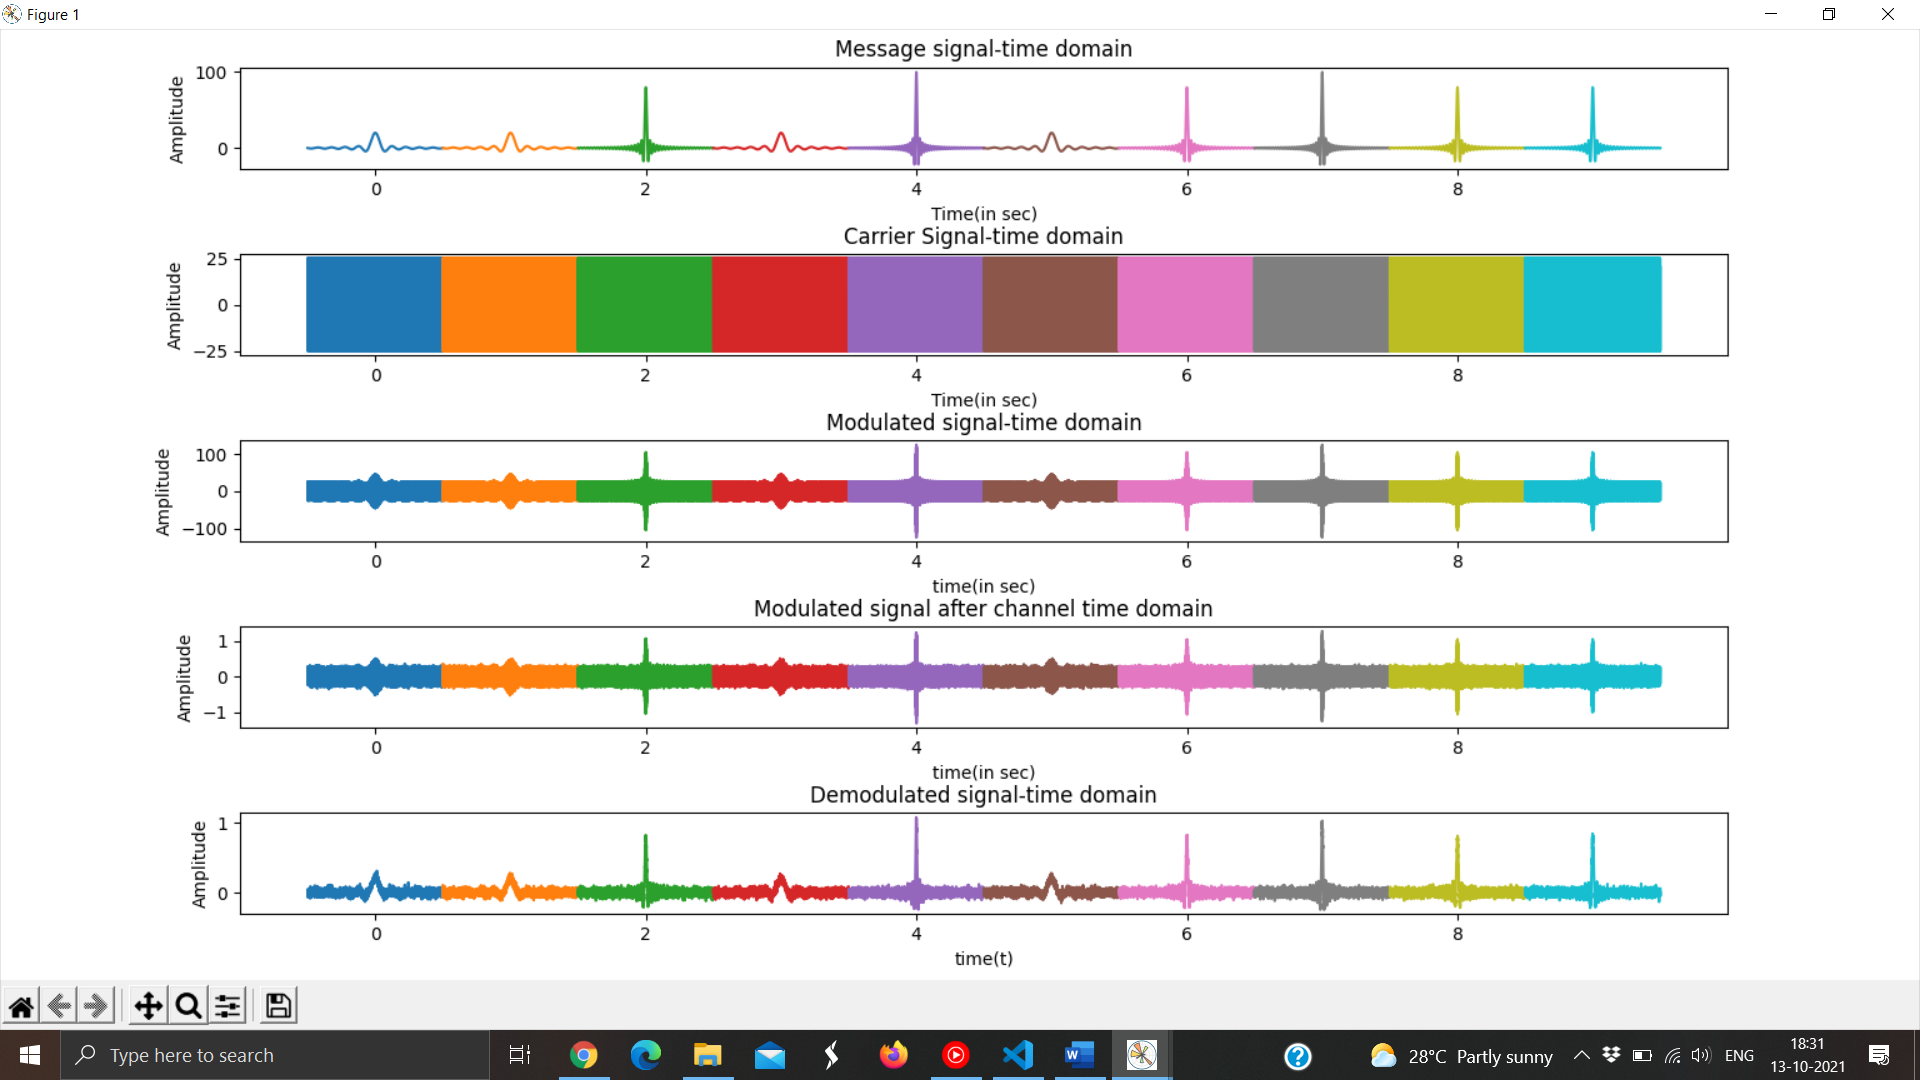 Figure 1
Message signal-time domain
Amplitude
100
0
0 2 4 6 8
Time(in sec)
Carrier Signal-time domain
Amplitude
25
0
−25
0 2 4 6 8
Time(in sec)
Modulated signal-time domain
Amplitude
100
0
−100
0 2 4 6 8
time(in sec)
Modulated signal after channel time domain
Amplitude
1
0
−1
0 2 4 6 8
time(in sec)
Demodulated signal-time domain
Amplitude
1
0
0 2 4 6 8
time(t)
Type here to search
W
?
28°C Partly sunny
ENG
18:31
13-10-2021